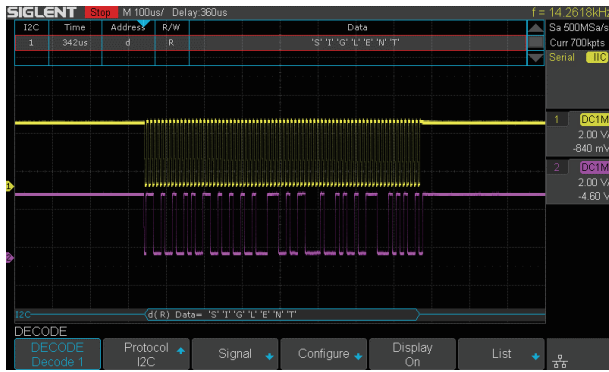 SIGLENT Stop M 100us/ Delay:360us f = 14.2618kHz
Sa 500MSa/s
Curr 700kpts
I2C Time Address R/W Data
1 342us d R 'S' 'I' 'G' 'L' 'E' 'N' 'T'
Serial IIC
1 DC1M
2.00 V/
-840 mV
2 DC1M
2.00 V/
-4.60 V
1
2
I2C d( R) Data= 'S' 'I' 'G' 'L' 'E' 'N' 'T'
DECODE
DECODE Protocol Signal Configure Display List
Decode 1 I2C On